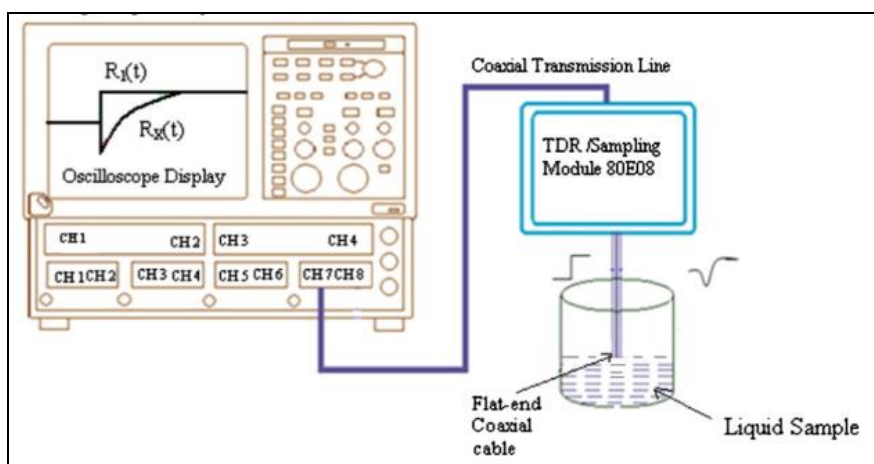 R1(t)
Rx(t)
Oscilloscope Display
CH1 CH2 CH3 CH4
CH1CH2 CH3 CH4 CH5 CH6 CH7CH8
Coaxial Transmission Line
TDR /Sampling
Module 80E08
Flat-end
Coaxial
cable
Liquid Sample